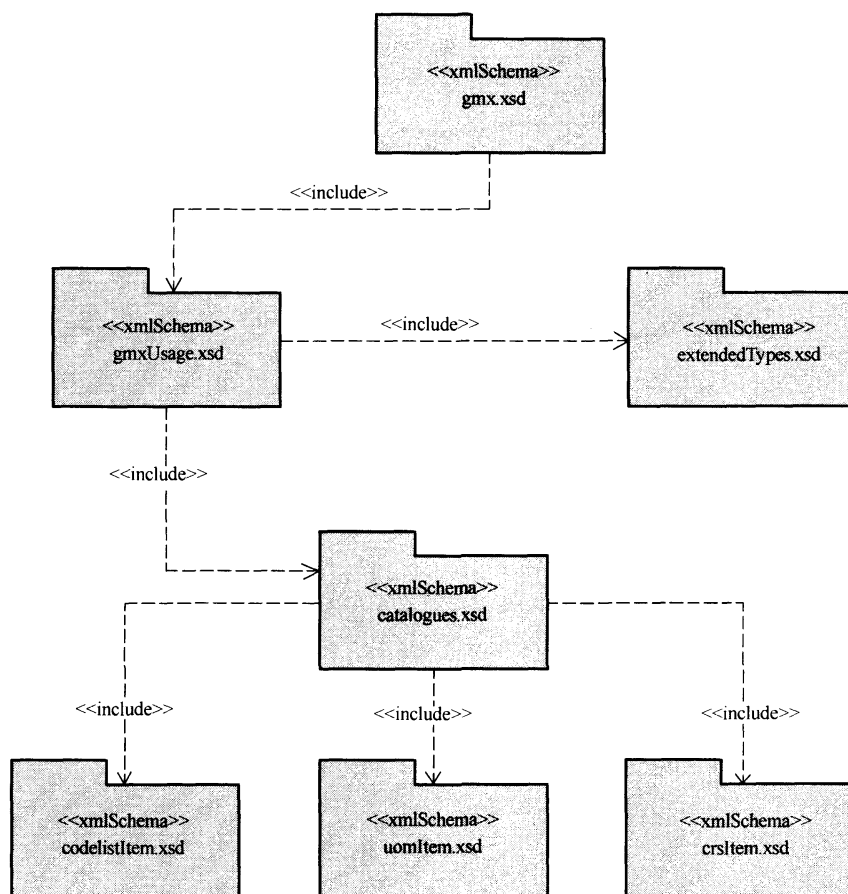 <<xmlSchema>>
gmx.xsd
<<include>>
<<xmlSchema>>
gmxUsage.xsd
<<include>>
<<xmlSchema>>
extendedTypes.xsd
<<include>>
<<xmlSchema>>
catalogues.xsd
<<include>>
<<include>>
<<include>>
<<xmlSchema>>
codelistItem.xsd
<<xmlSchema>>
uomItem.xsd
<<xmlSchema>>
crsItem.xsd